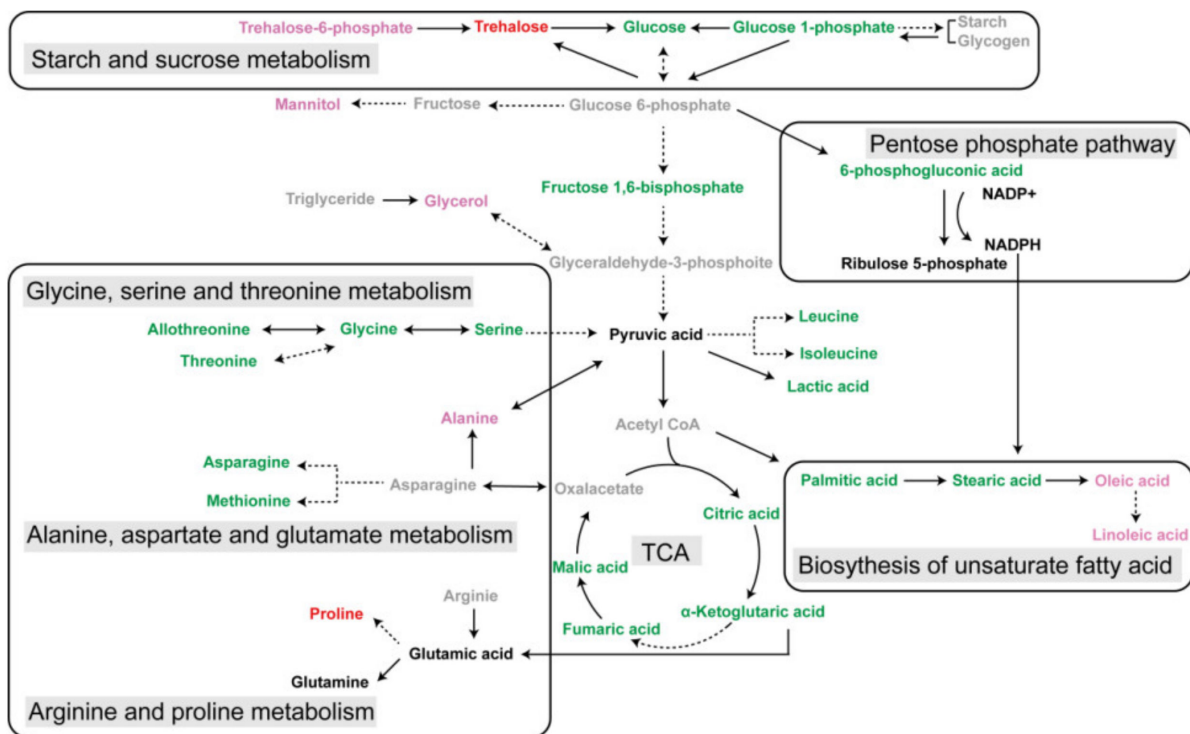 Trehalose-6-phosphate
Trehalose
Glucose
Glucose 1-phosphate
Starch
Glycogen
Starch and sucrose metabolism
Mannitol
Fructose
Glucose 6-phosphate
Pentose phosphate pathway
6-phosphogluconic acid
NADP+
NADPH
Ribulose 5-phosphate
Fructose 1,6-bisphosphate
Triglyceride
Glycerol
Glyceraldehyde-3-phosphoite
Glycine, serine and threonine metabolism
Allothreonine
Glycine
Serine
Threonine
Pyruvic acid
Leucine
Isoleucine
Lactic acid
Alanine
Acetyl CoA
Asparagine
Methionine
Asparagine
Oxalacetate
Alanine, aspartate and glutamate metabolism
Citric acid
TCA
Malic acid
Fumaric acid
α-Ketoglutaric acid
Palmitic acid
Stearic acid
Oleic acid
Linoleic acid
Biosythesis of unsaturate fatty acid
Arginie
Proline
Glutamic acid
Glutamine
Arginine and proline metabolism